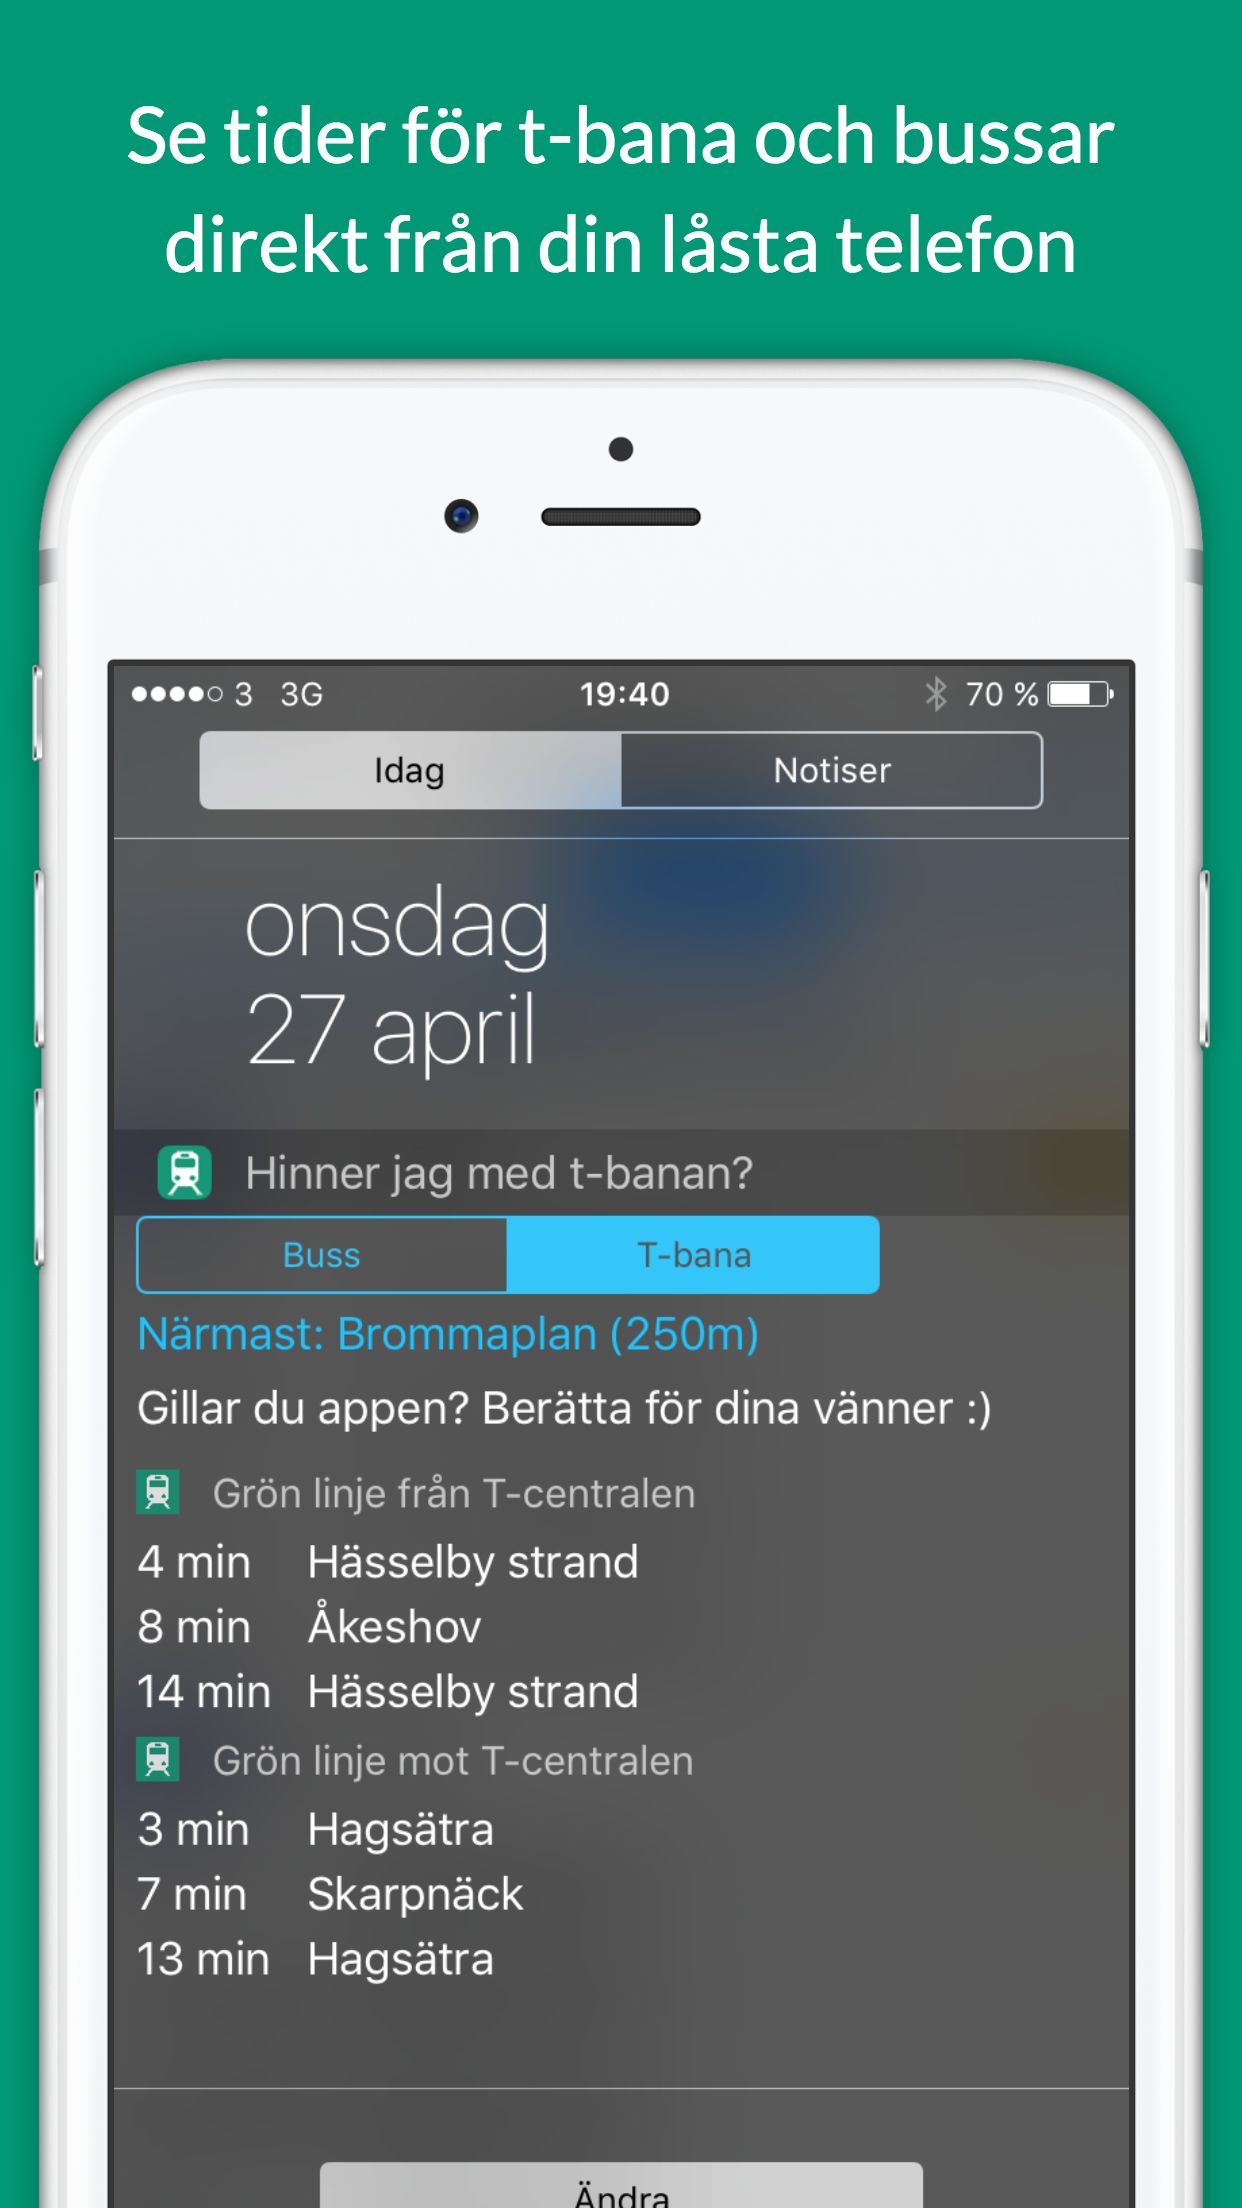 Se tider för t-bana och bussar
direkt från din låsta telefon
3 3G 19:40 70 %
Idag Notiser
onsdag
27 april
Hinner jag med t-banan?
Buss T-bana
Närmast: Brommaplan (250m)
Gillar du appen? Berätta för dina vänner :)
Grön linje från T-centralen
4 min Hässelby strand
8 min Åkeshov
14 min Hässelby strand
Grön linje mot T-centralen
3 min Hagsätra
7 min Skarpnäck
13 min Hagsätra
Ändra